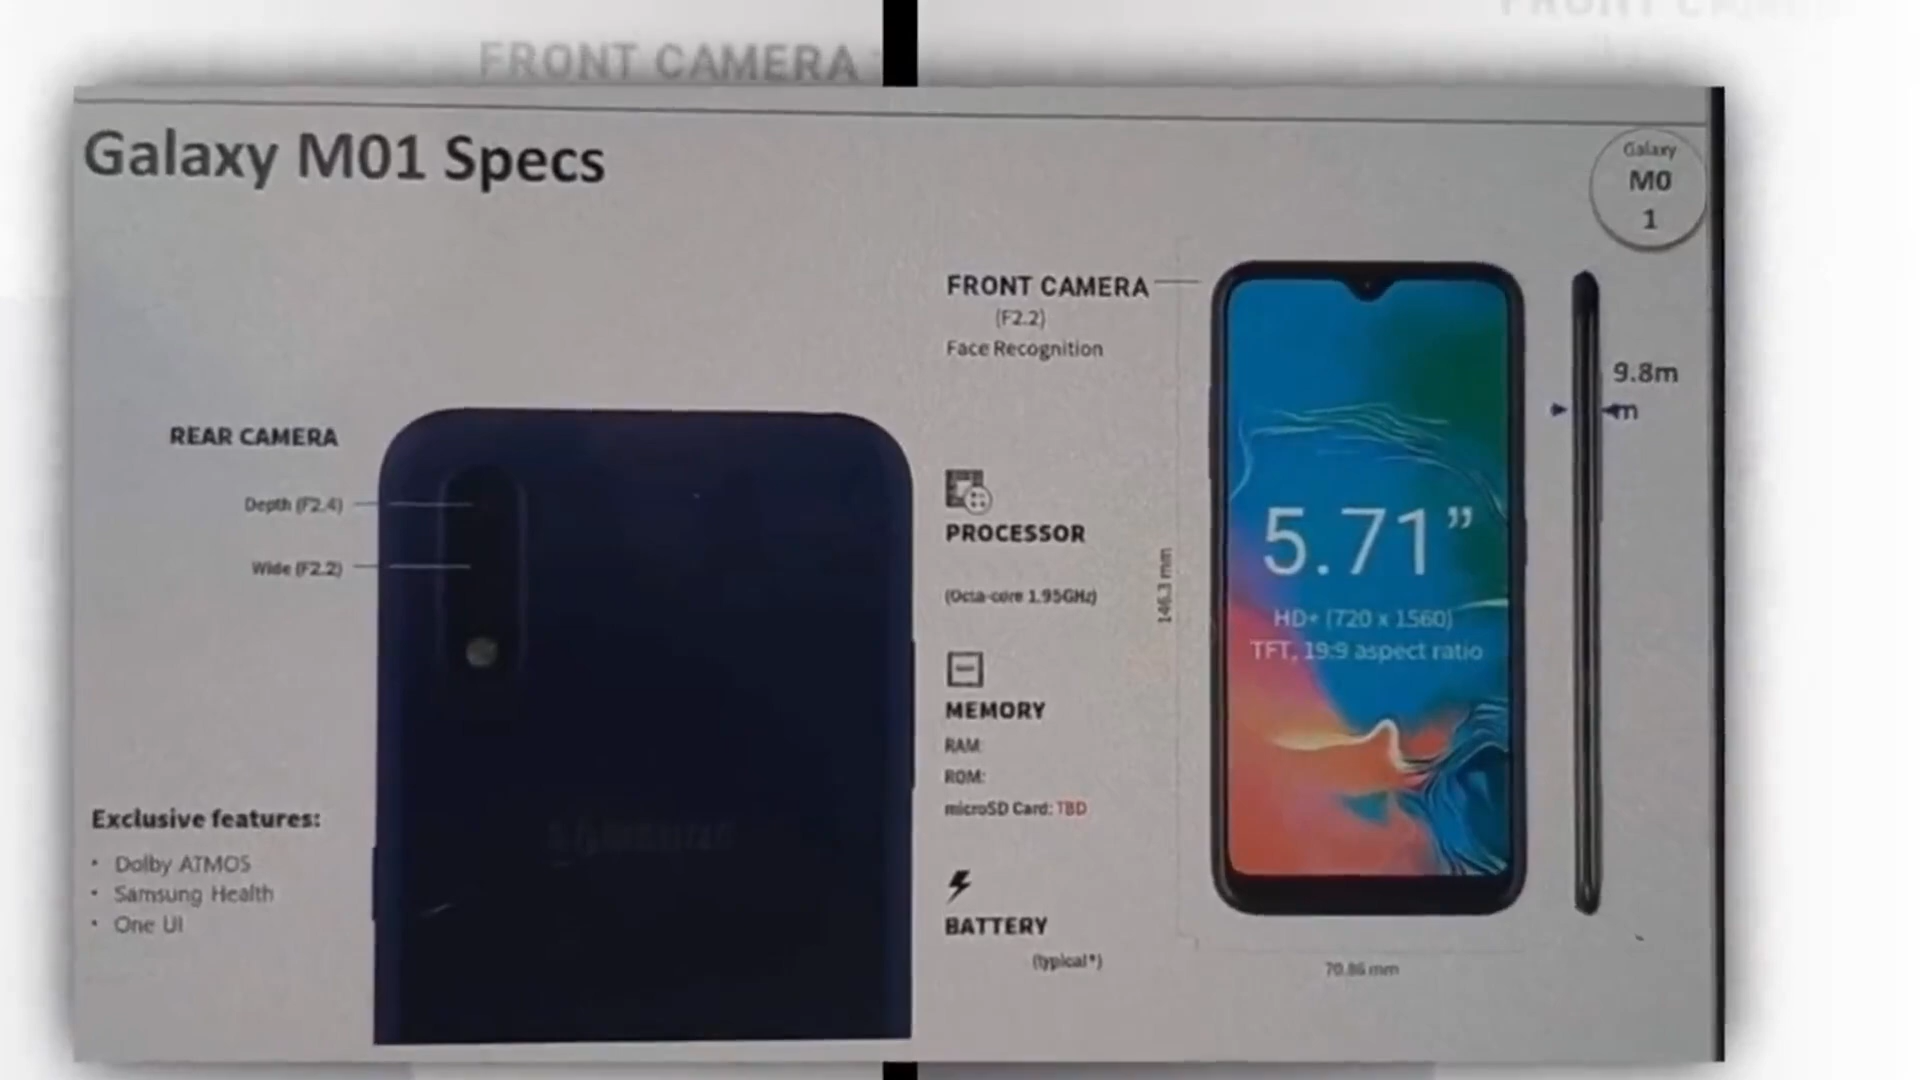 FRONT CAMERA
FRONT CAMERA
Galaxy M01 Specs
Galaxy
M0
1
FRONT CAMERA
(F2.2)
Face Recognition
9.8m
m
REAR CAMERA
Depth (F2.4)
Wide (F2.2)
PROCESSOR
(Octa-core 1.95GHz)
146.3 mm
5.71”
HD+ (720 x 1560)
TFT, 19:9 aspect ratio
MEMORY
RAM:
ROM:
microSD Card: TBD
SAMSUNG
Exclusive features:
• Dolby ATMOS
• Samsung Health
• One UI
BATTERY
(typical*)
70.86 mm